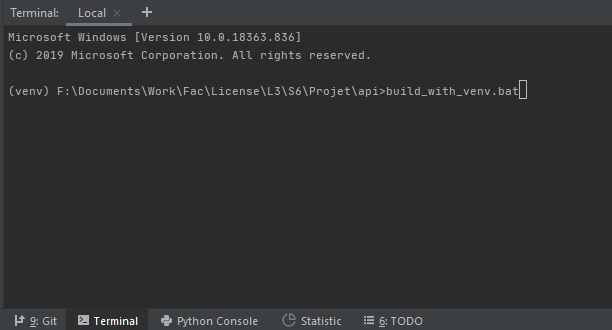 Terminal: Local × +
Microsoft Windows [Version 10.0.18363.836]
(c) 2019 Microsoft Corporation. All rights reserved.
(venv) F:\Documents\Work\Fac\License\L3\S6\Projet\api>build_with_venv.bat
9: Git Terminal Python Console Statistic 6: TODO